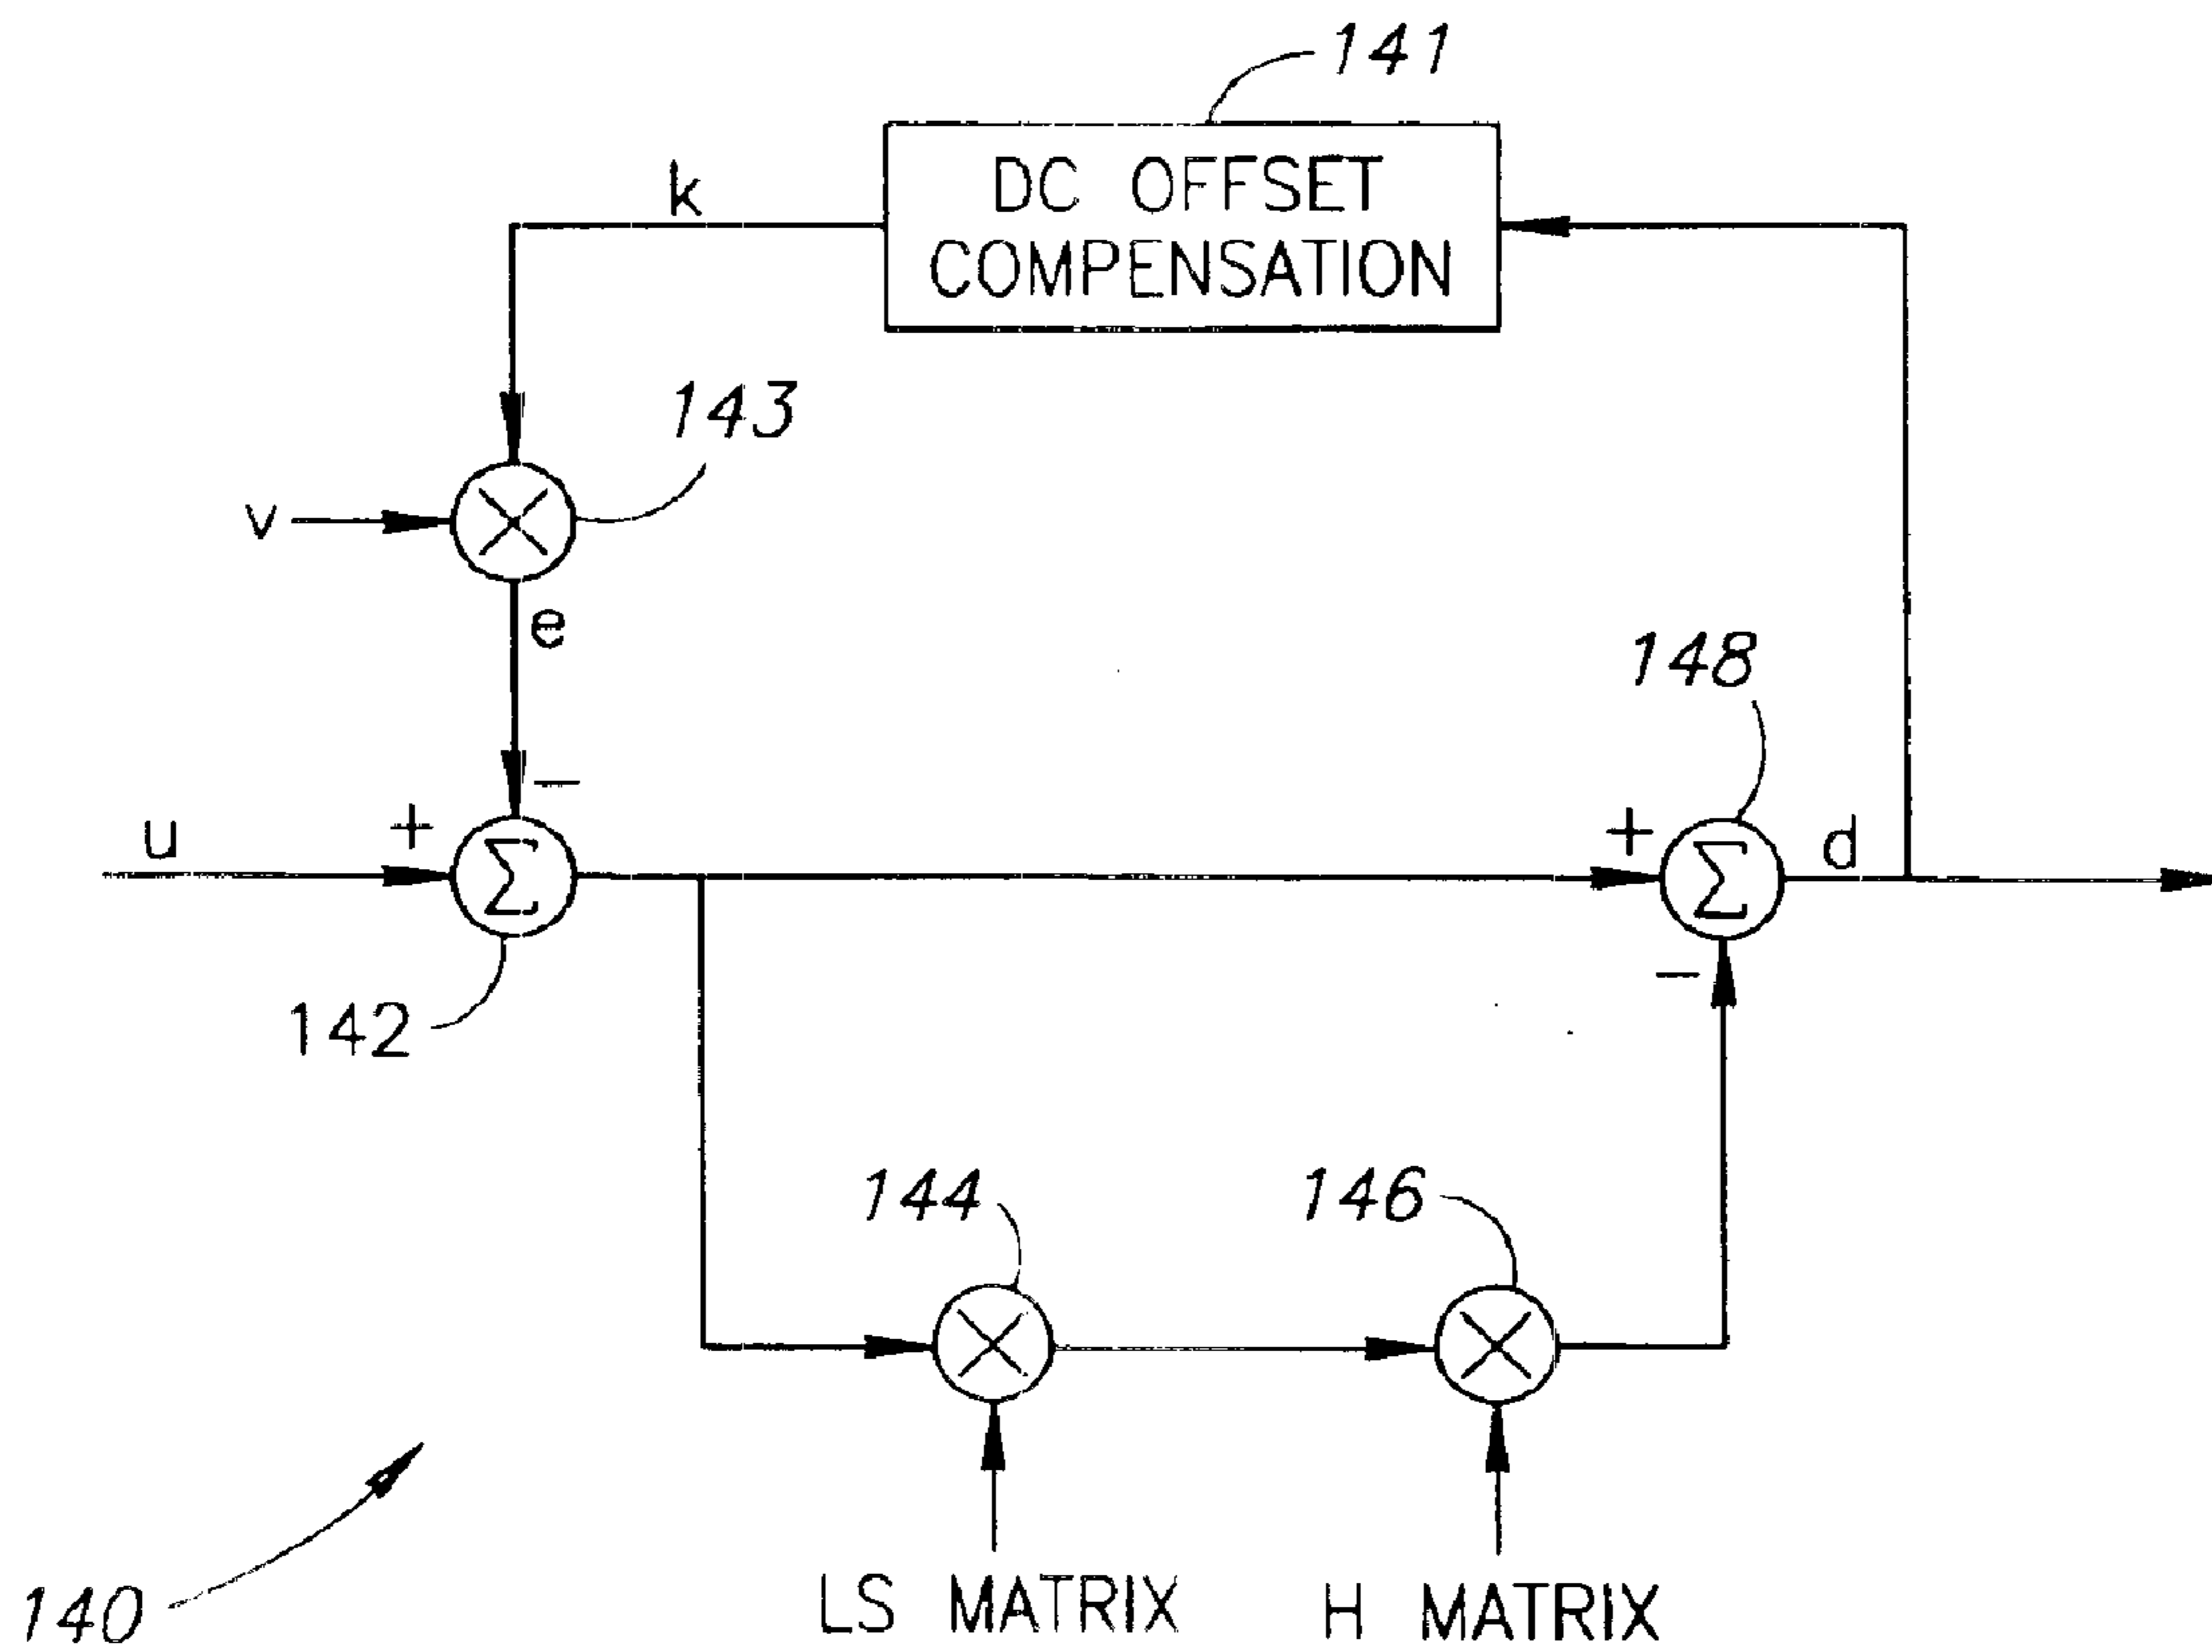 141
DC OFFSET
COMPENSATION
k
143
v
e
148
u
+
−
+
d
142
−
144
146
140
LS MATRIX
H MATRIX
Σ
Σ